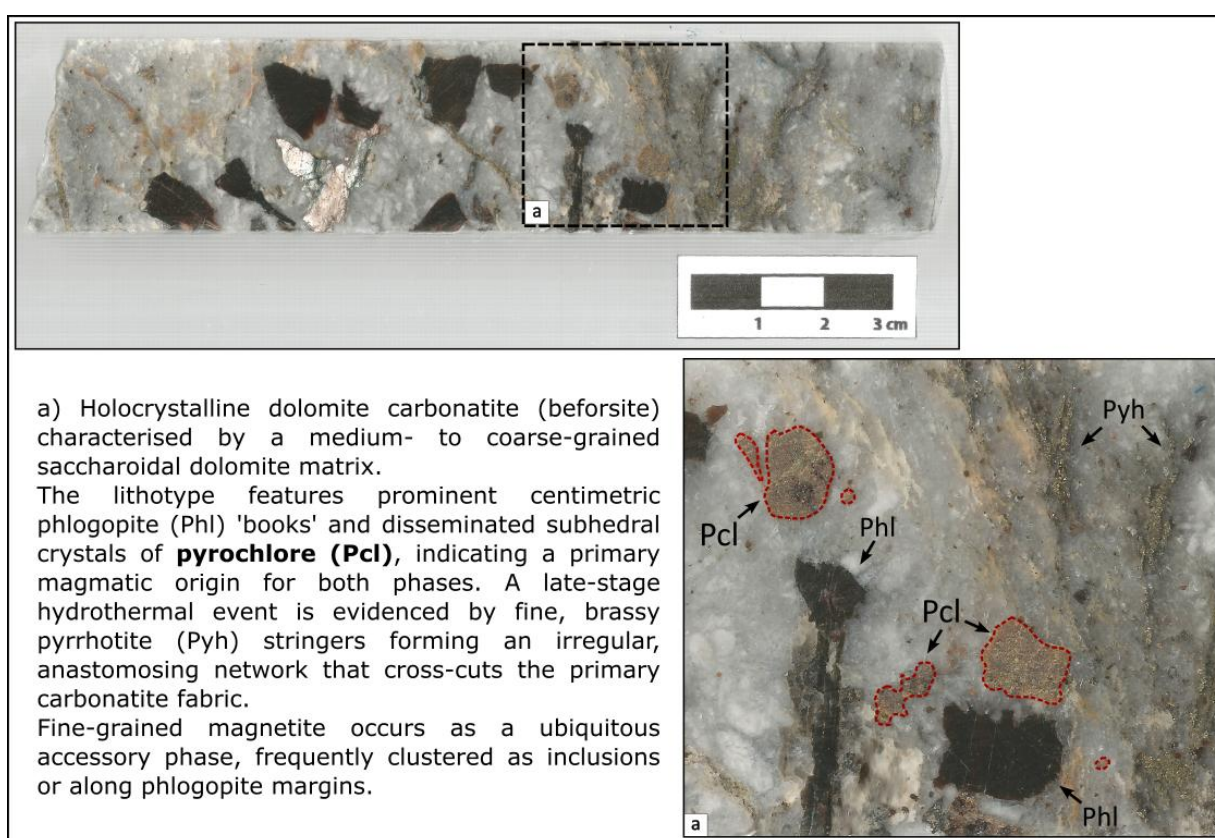 a
1 2 3 cm
a) Holocrystalline dolomite carbonatite (beforsite)
characterised by a medium- to coarse-grained
saccharoidal dolomite matrix.
The lithotype features prominent centimetric
phlogopite (Phl) 'books' and disseminated subhedral
crystals of pyrochlore (Pcl), indicating a primary
magmatic origin for both phases. A late-stage
hydrothermal event is evidenced by fine, brassy
pyrrhotite (Pyh) stringers forming an irregular,
anastomosing network that cross-cuts the primary
carbonatite fabric.
Fine-grained magnetite occurs as a ubiquitous
accessory phase, frequently clustered as inclusions
or along phlogopite margins.
Pyh
Pcl
Phl
Pcl
Phl
a